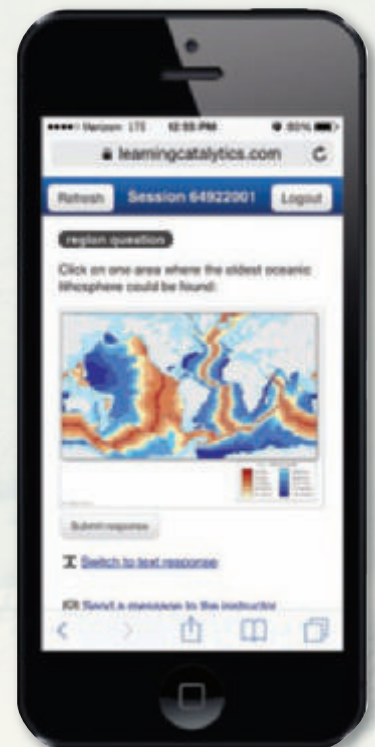 Verizon LTE 12:55 PM
learningcatalytics.com
Refresh Session 64922001 Logout
region question
Click on one area where the oldest oceanic
lithosphere could be found:
Submit response
Switch to text response
Send a message to the instructor